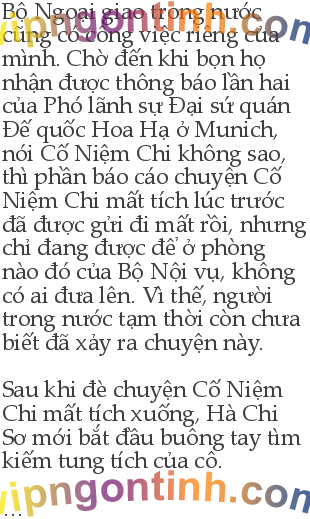 Bộ Ngoại giao trong nước
cũng có công việc riêng của
mình. Chờ đến khi bọn họ
nhận được thông báo lần hai
của Phó lãnh sự Đại sứ quán
Đế quốc Hoa Hạ ở Munich,
nói Cố Niệm Chi không sao,
thì phần báo cáo chuyện Cố
Niệm Chi mất tích lúc trước
đã được gửi đi mất rồi, nhưng
chỉ đang được để ở phòng
nào đó của Bộ Nội vụ, không
có ai đưa lên. Vì thế, người
trong nước tạm thời còn chưa
biết đã xảy ra chuyện này.
Sau khi đè chuyện Cố Niệm
Chi mất tích xuống, Hà Chi
Sơ mới bắt đầu buông tay tìm
kiếm tung tích của cô.
vipngontinh.com
...